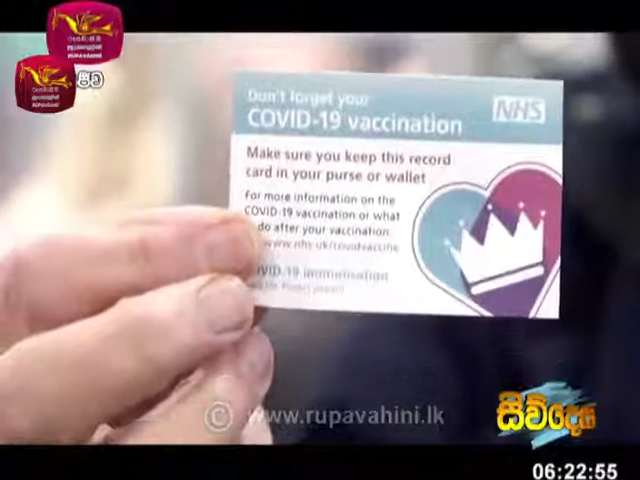 RUPAVAHINI
Don't forget your
COVID-19 vaccination
NHS
Make sure you keep this record
card in your purse or wallet
For more information on the
COVID-19 vaccination or what
do after your vaccination
www.nhs.uk/covidvaccine
OVID-19 immunisation
© www.rupavahini.lk
සිව්දෙස
06:22:55